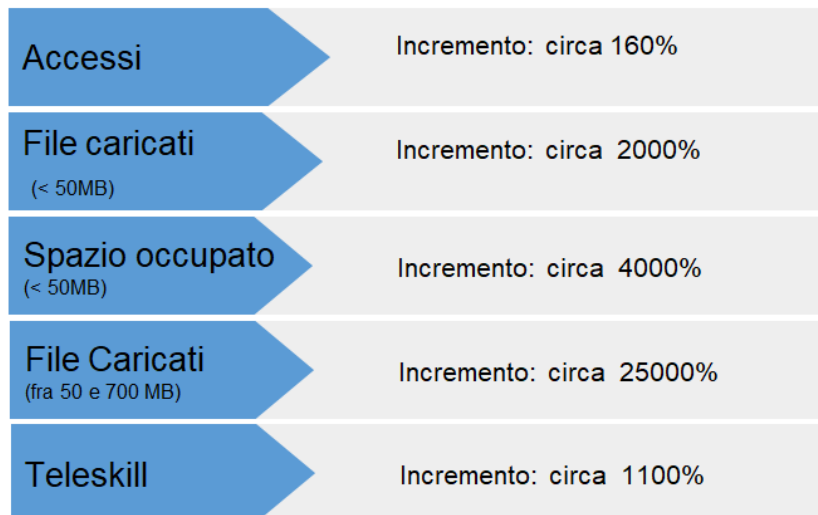 Accessi
Incremento: circa 160%
File caricati
(< 50MB)
Incremento: circa 2000%
Spazio occupato
(< 50MB)
Incremento: circa 4000%
File Caricati
(fra 50 e 700 MB)
Incremento: circa 25000%
Teleskill
Incremento: circa 1100%